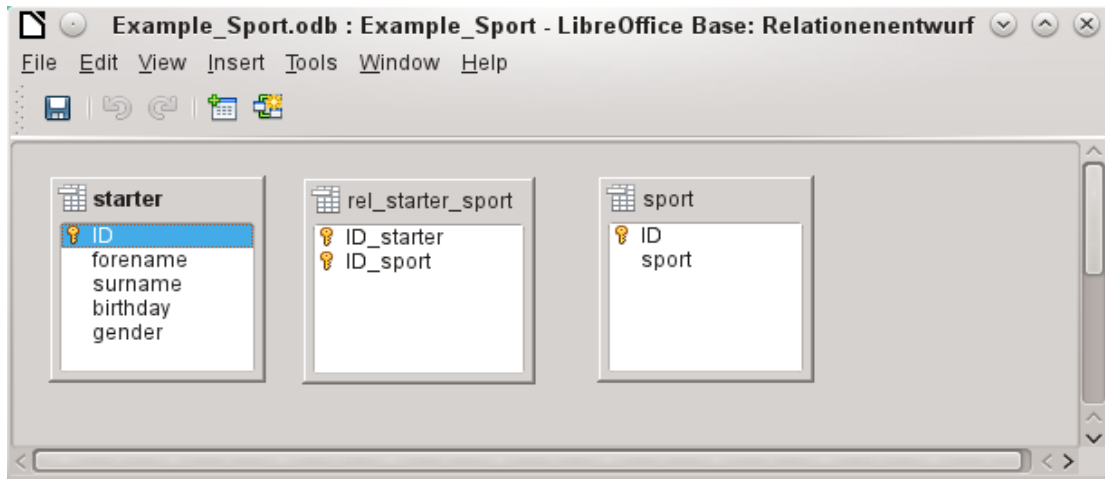 Example_Sport.odb : Example_Sport - LibreOffice Base: Relationenentwurf
File Edit View Insert Tools Window Help
starter
ID
forename
surname
birthday
gender
rel_starter_sport
ID_starter
ID_sport
sport
ID
sport